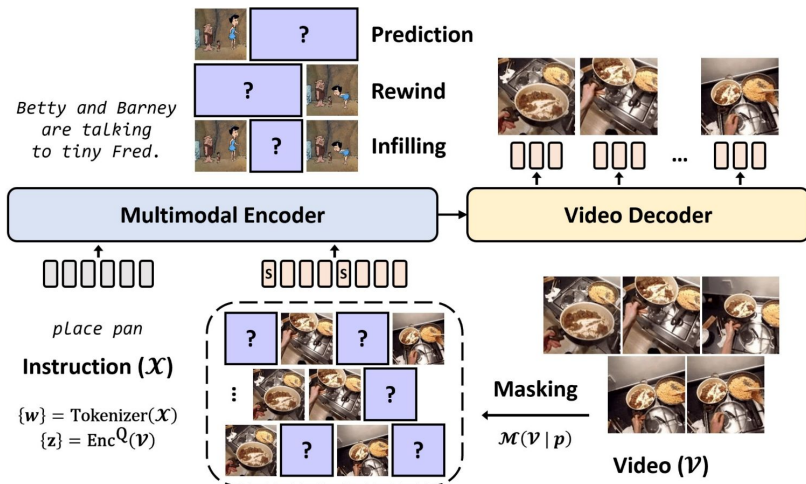 ?
Prediction
?
Rewind
?
Infilling
Betty and Barney
are talking
to tiny Fred.
...
Multimodal Encoder
Video Decoder
S
S
place pan
Instruction (𝒳)
{w} = Tokenizer(𝒳)
{z} = Enc^Q(𝒱)
?
?
...
?
?
?
Masking
ℳ(𝒱 | p)
Video (𝒱)